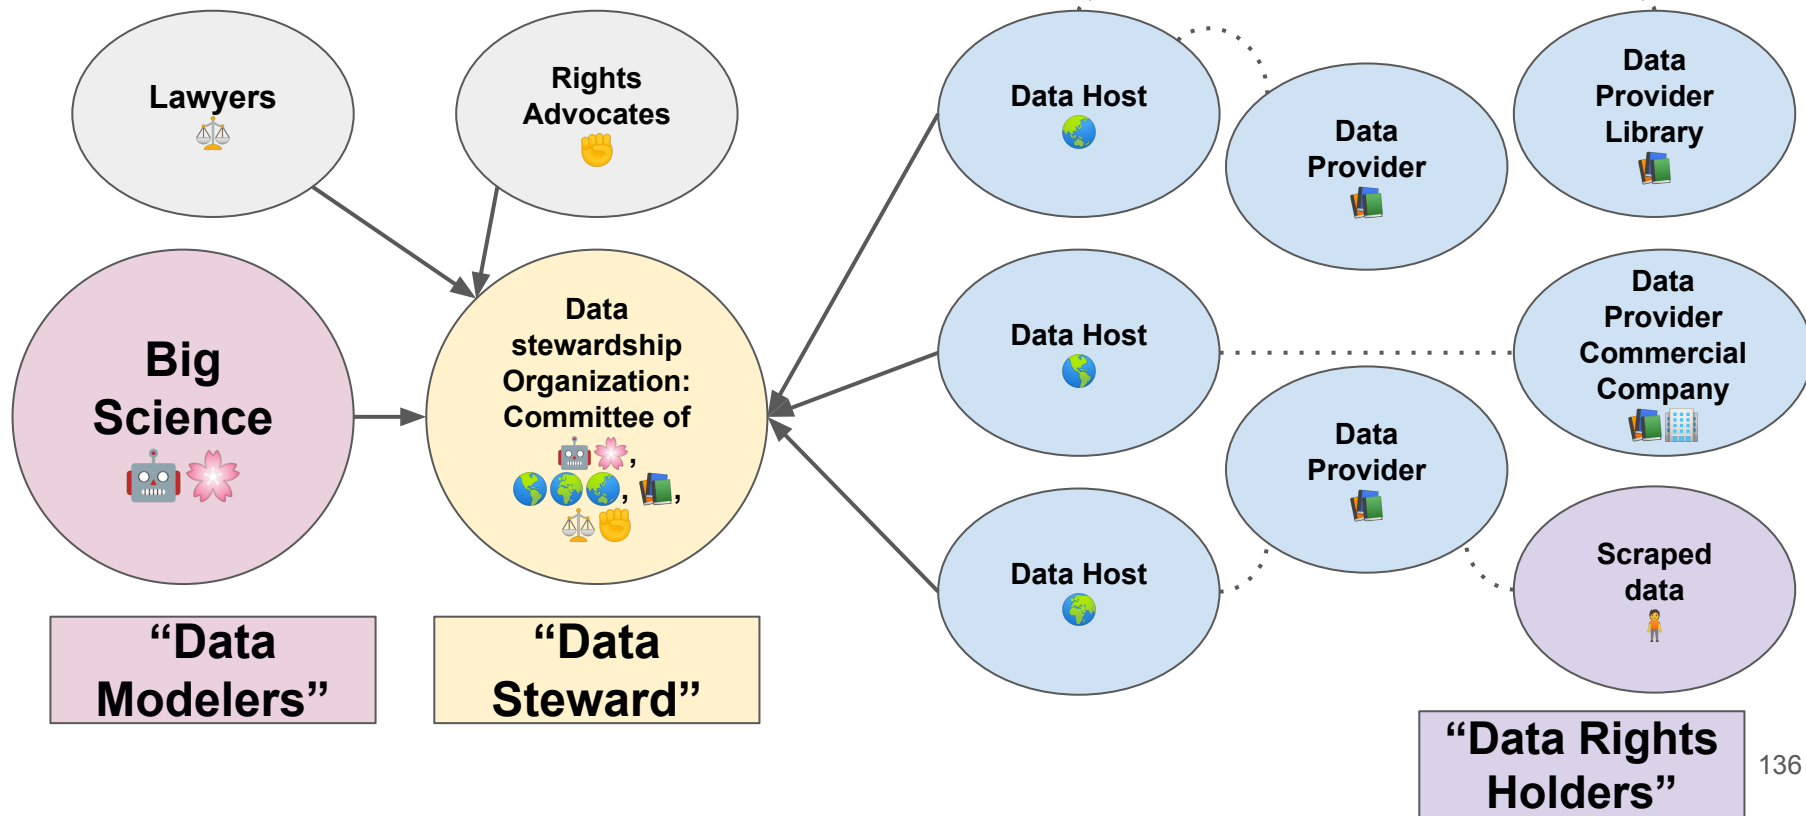 Lawyers
Rights
Advocates
Data Host
Data
Provider
Data
Provider
Library
Big
Science
Data
stewardship
Organization:
Committee of
,
, ,
Data Host
Data
Provider
Commercial
Company
Data
Provider
Data Host
Scraped
data
“Data
Modelers”
“Data
Steward”
“Data Rights
Holders”
136